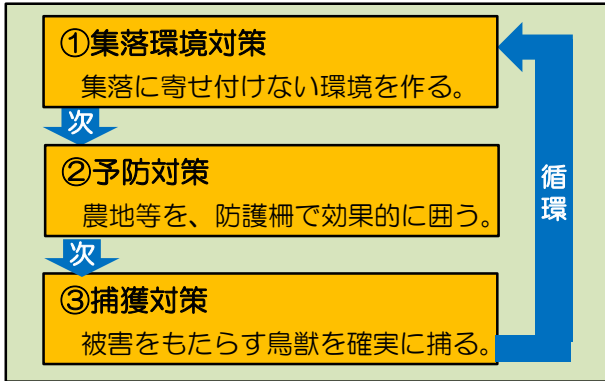 ①集落環境対策
集落に寄せ付けない環境を作る。
次
②予防対策
農地等を、防護柵で効果的に囲う。
次
③捕獲対策
被害をもたらす鳥獣を確実に捕る。
循環